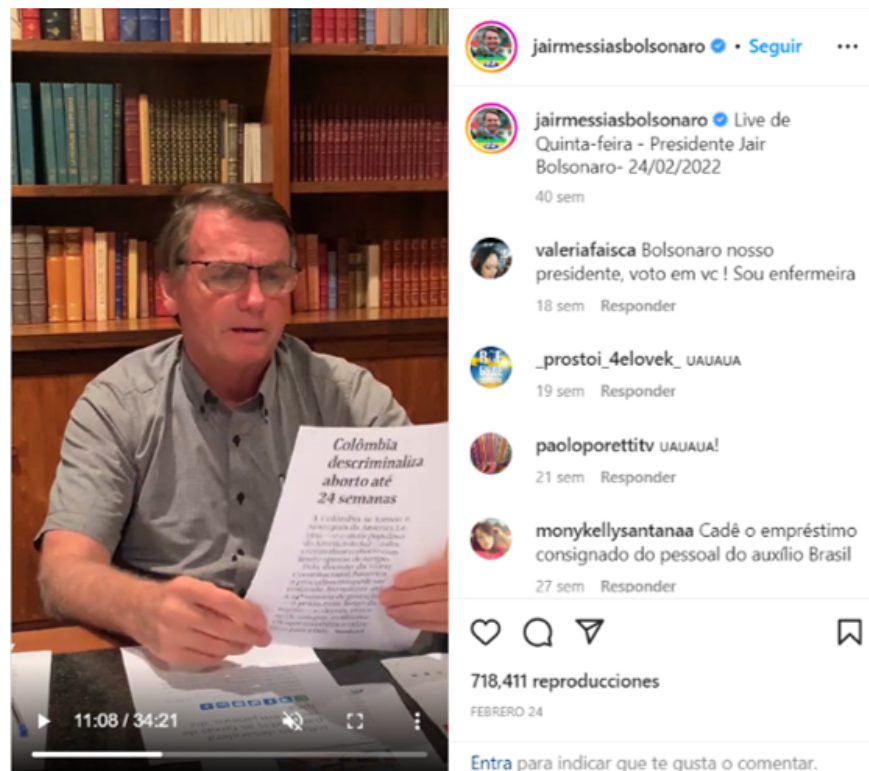 jairmessiasbolsonaro • Seguir
jairmessiasbolsonaro Live de
Quinta-feira - Presidente Jair
Bolsonaro- 24/02/2022
40 sem
valeriafaisca Bolsonaro nosso
presidente, voto em vc ! Sou enfermeira
18 sem Responder
_prostoi_4elovek_ UAUAUA
19 sem Responder
paoloporettitv UAUAUA!
21 sem Responder
monykellysantanaa Cadê o empréstimo
consignado do pessoal do auxílio Brasil
27 sem Responder
718,411 reproducciones
FEBRERO 24
Entra para indicar que te gusta o comentar.
Colômbia
descriminaliza
aborto até
24 semanas
11:08 / 34:21